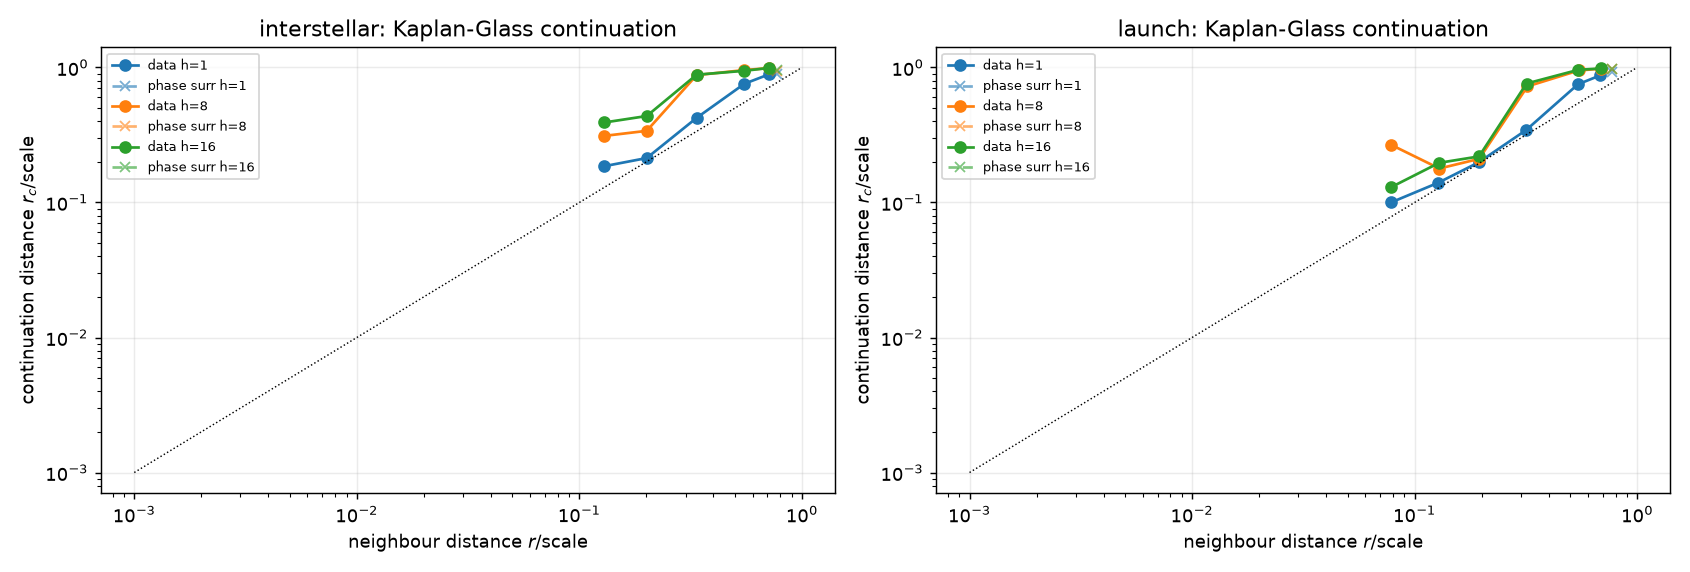 interstellar: Kaplan-Glass continuation
data h=1
phase surr h=1
data h=8
phase surr h=8
data h=16
phase surr h=16
10⁰
10⁻¹
10⁻²
10⁻³
continuation distance r_c/scale
10⁻³
10⁻²
10⁻¹
10⁰
neighbour distance r/scale
launch: Kaplan-Glass continuation
data h=1
phase surr h=1
data h=8
phase surr h=8
data h=16
phase surr h=16
10⁰
10⁻¹
10⁻²
10⁻³
continuation distance r_c/scale
10⁻³
10⁻²
10⁻¹
10⁰
neighbour distance r/scale